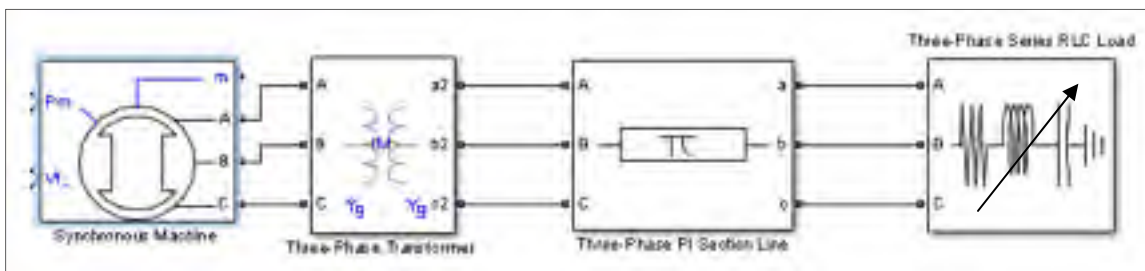 Three-Phase Series RLC Load
Pm
m
A
B
Vf_
C
Synchronous Machine
A
a2
B
b2
C
c2
Yg
Yg
Three-Phase Transformer
A
a
B
b
C
c
Three-Phase PI Section Line
A
B
C